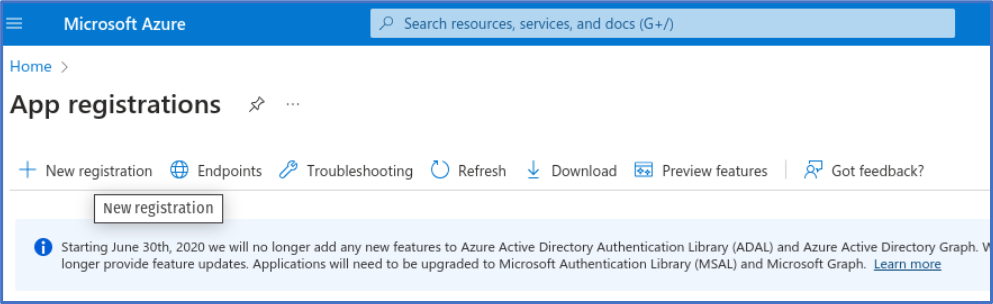 Microsoft Azure
Search resources, services, and docs (G+/)
Home >
App registrations ...
New registration Endpoints Troubleshooting Refresh Download Preview features Got feedback?
New registration
Starting June 30th, 2020 we will no longer add any new features to Azure Active Directory Authentication Library (ADAL) and Azure Active Directory Graph.
longer provide feature updates. Applications will need to be upgraded to Microsoft Authentication Library (MSAL) and Microsoft Graph. Learn more